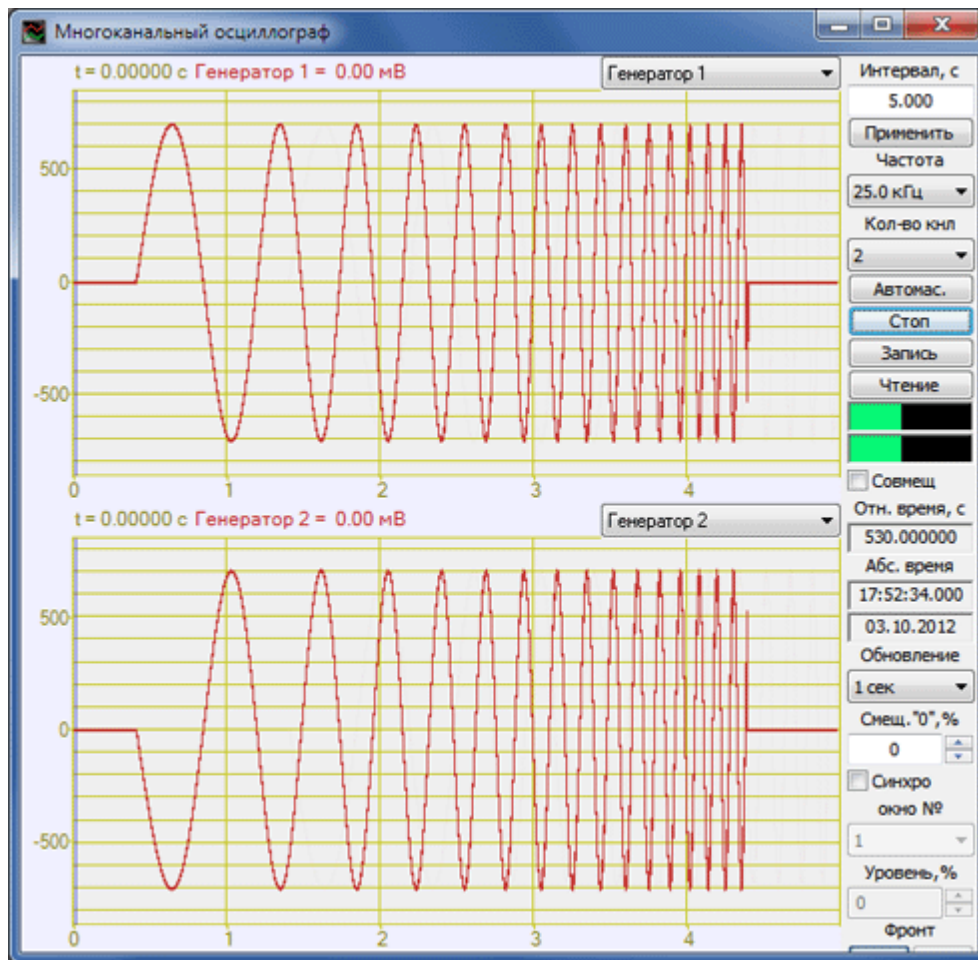 Многоканальный осциллограф
t = 0.00000 с Генератор 1 = 0.00 мВ
Генератор 1
500
0
-500
0 1 2 3 4
t = 0.00000 с Генератор 2 = 0.00 мВ
Генератор 2
500
0
-500
0 1 2 3 4
Интервал, с
5.000
Применить
Частота
25.0 кГц
Кол-во кнл
2
Автомас.
Стоп
Запись
Чтение
Совмещ
Отн. время, с
530.000000
Абс. время
17:52:34.000
03.10.2012
Обновление
1 сек
Смещ."0",%
0
Синхро
окно №
1
Уровень,%
0
Фронт